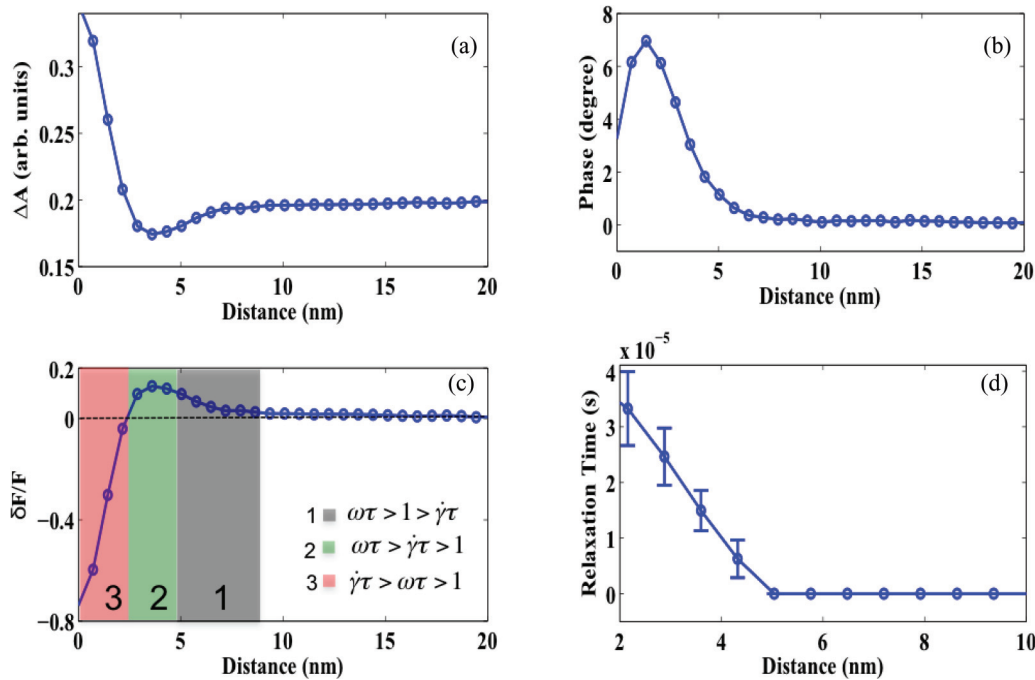 (a)
ΔA (arb. units)
0.3
0.25
0.2
0.15
0 5 10 15 20
Distance (nm)
(b)
Phase (degree)
8
6
4
2
0
0 5 10 15 20
Distance (nm)
(c)
δF/F
0.2
0
−0.4
−0.8
3 2 1
1 ωτ > 1 > γ̇τ
2 ωτ > γ̇τ > 1
3 γ̇τ > ωτ > 1
0 5 10 15 20
Distance (nm)
x 10⁻⁵
(d)
Relaxation Time (s)
4
3
2
1
0
2 4 6 8 10
Distance (nm)